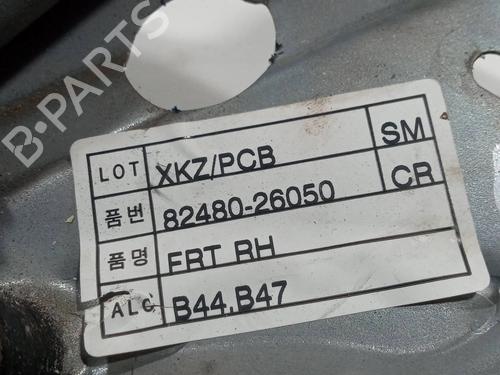 B-PARTS
LOT XKZ/PCB SM
품번 82480-26050 CR
품명 FRT RH
ALC B44,B47